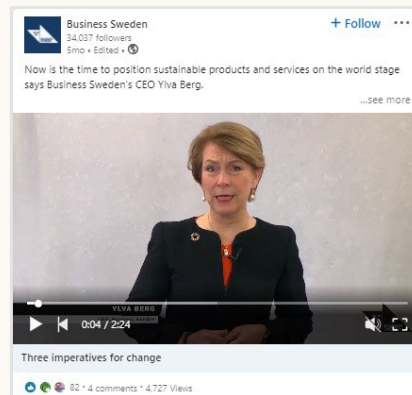 Business Sweden
+ Follow ...
34,037 followers
5mo • Edited •
Now is the time to position sustainable products and services on the world stage
says Business Sweden's CEO Ylva Berg.
...see more
YLVA BERG
0:04 / 2:24
Three imperatives for change
82 • 4 comments • 4,727 Views